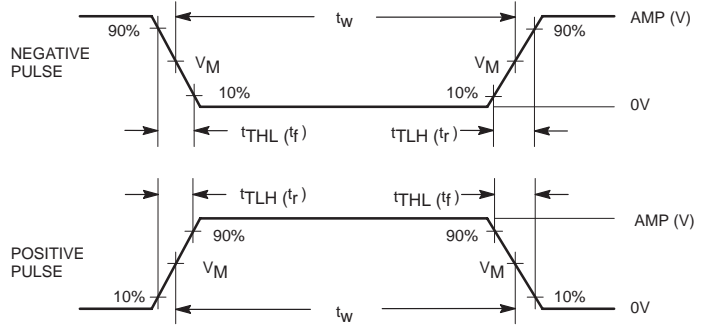 90%
t_W
90%
AMP (V)
NEGATIVE
PULSE
V_M
V_M
10%
10%
0V
t_THL (t_f)
t_TLH (t_r)
t_TLH (t_r)
t_THL (t_f)
AMP (V)
90%
90%
POSITIVE
PULSE
V_M
V_M
10%
10%
t_W
0V